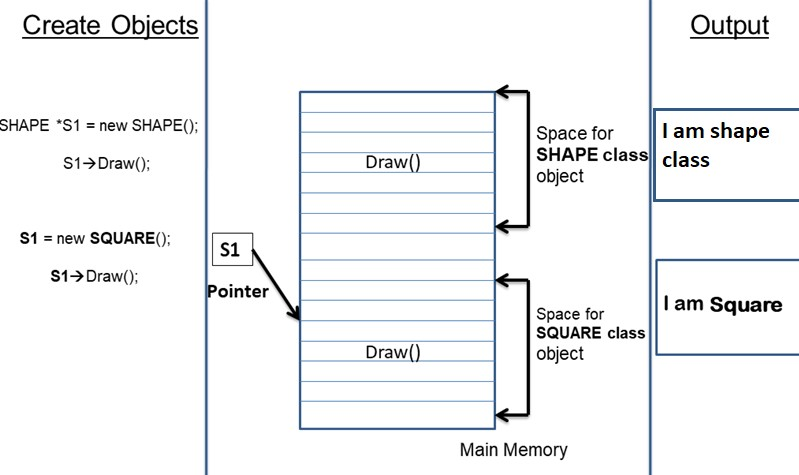 Create Objects
SHAPE *S1 = new SHAPE();
S1→Draw();
S1 = new SQUARE();
S1→Draw();
S1
Pointer
Draw()
Draw()
Space for
SHAPE class
object
Space for
SQUARE class
object
Main Memory
Output
I am shape
class
I am Square